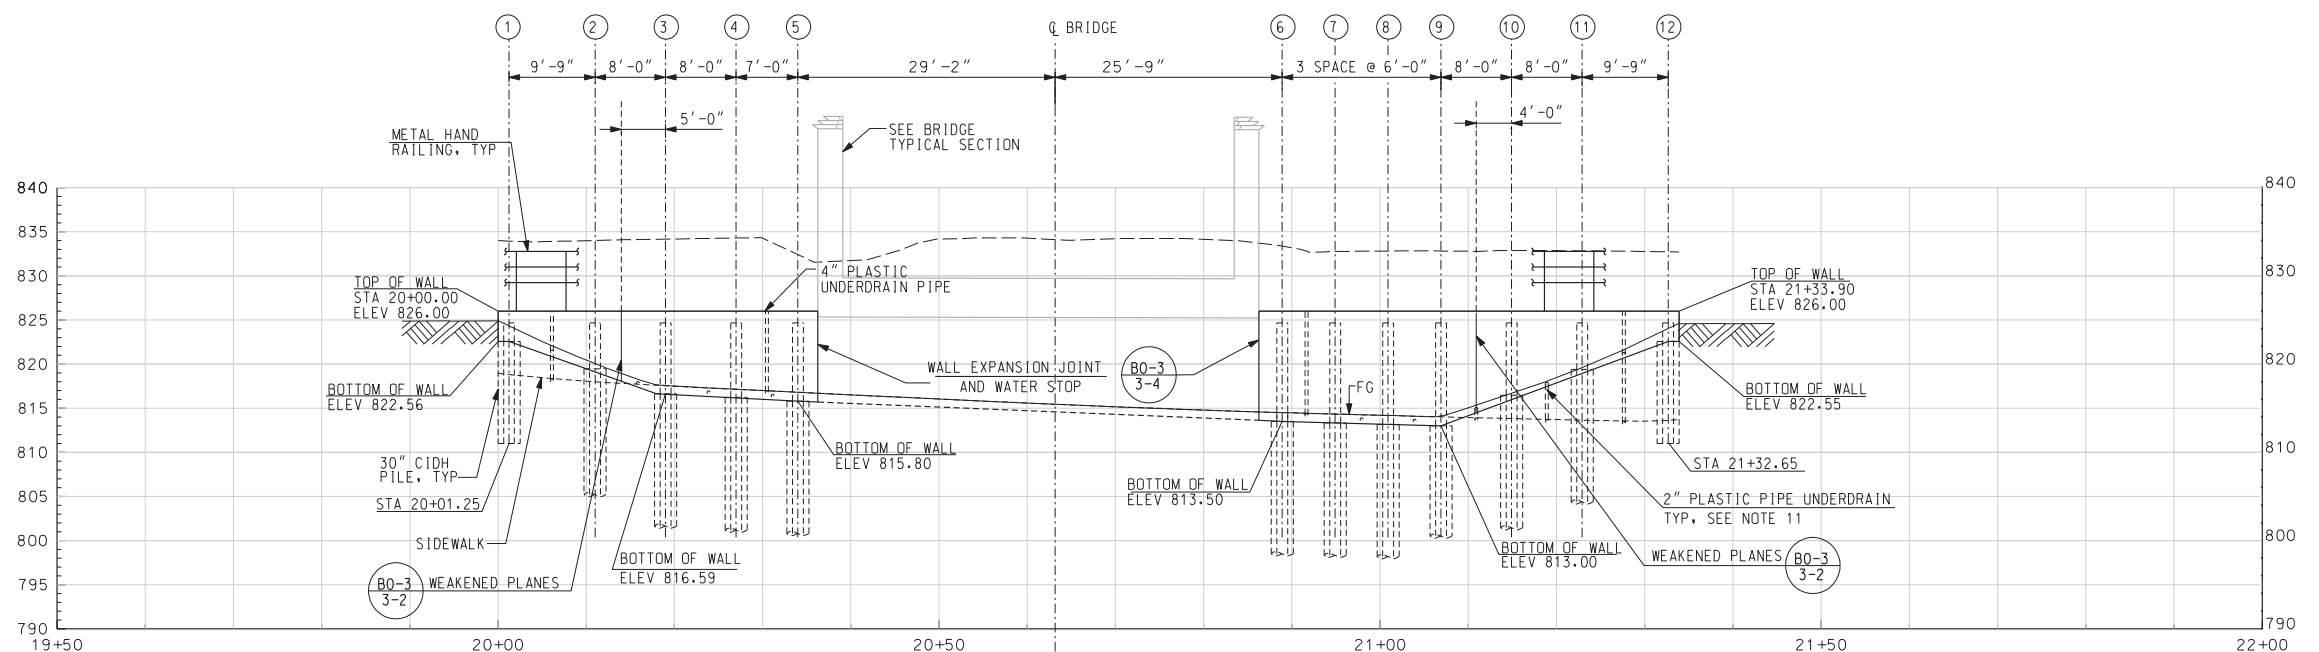 1 2 3 4 5 ℄ BRIDGE 6 7 8 9 10 11 12
9'-9" 8'-0" 8'-0" 7'-0" 29'-2" 25'-9" 3 SPACE @ 6'-0" 8'-0" 8'-0" 9'-9"
5'-0" 4'-0"
METAL HAND
RAILING, TYP
SEE BRIDGE
TYPICAL SECTION
840 840
835
830 830
825
820 820
815
810 810
805
800 800
795
790 790
TOP OF WALL
STA 20+00.00
ELEV 826.00
4" PLASTIC
UNDERDRAIN PIPE
TOP OF WALL
STA 21+33.90
ELEV 826.00
BOTTOM OF WALL
ELEV 822.56
WALL EXPANSION JOINT
AND WATER STOP
BO-3
3-4
FG
BOTTOM OF WALL
ELEV 822.55
30" CIDH
PILE, TYP
STA 20+01.25
BOTTOM OF WALL
ELEV 815.80
BOTTOM OF WALL
ELEV 813.50
STA 21+32.65
2" PLASTIC PIPE UNDERDRAIN
TYP, SEE NOTE 11
SIDEWALK
BOTTOM OF WALL
ELEV 816.59
BOTTOM OF WALL
ELEV 813.00
BO-3
3-2
WEAKENED PLANES
WEAKENED PLANES
BO-3
3-2
19+50 20+00 20+50 21+00 21+50 22+00